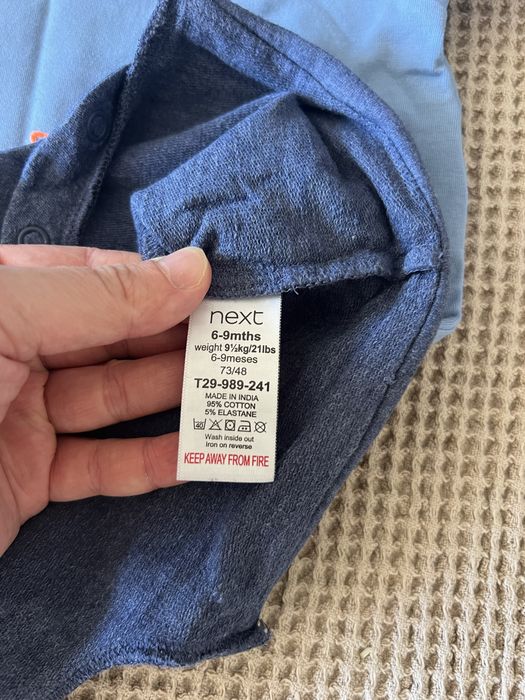 next
6-9mths
weight 9½kg/21lbs
6-9meses
73/48
T29-989-241
MADE IN INDIA
95% COTTON
5% ELASTANE
40
Wash inside out
Iron on reverse
KEEP AWAY FROM FIRE